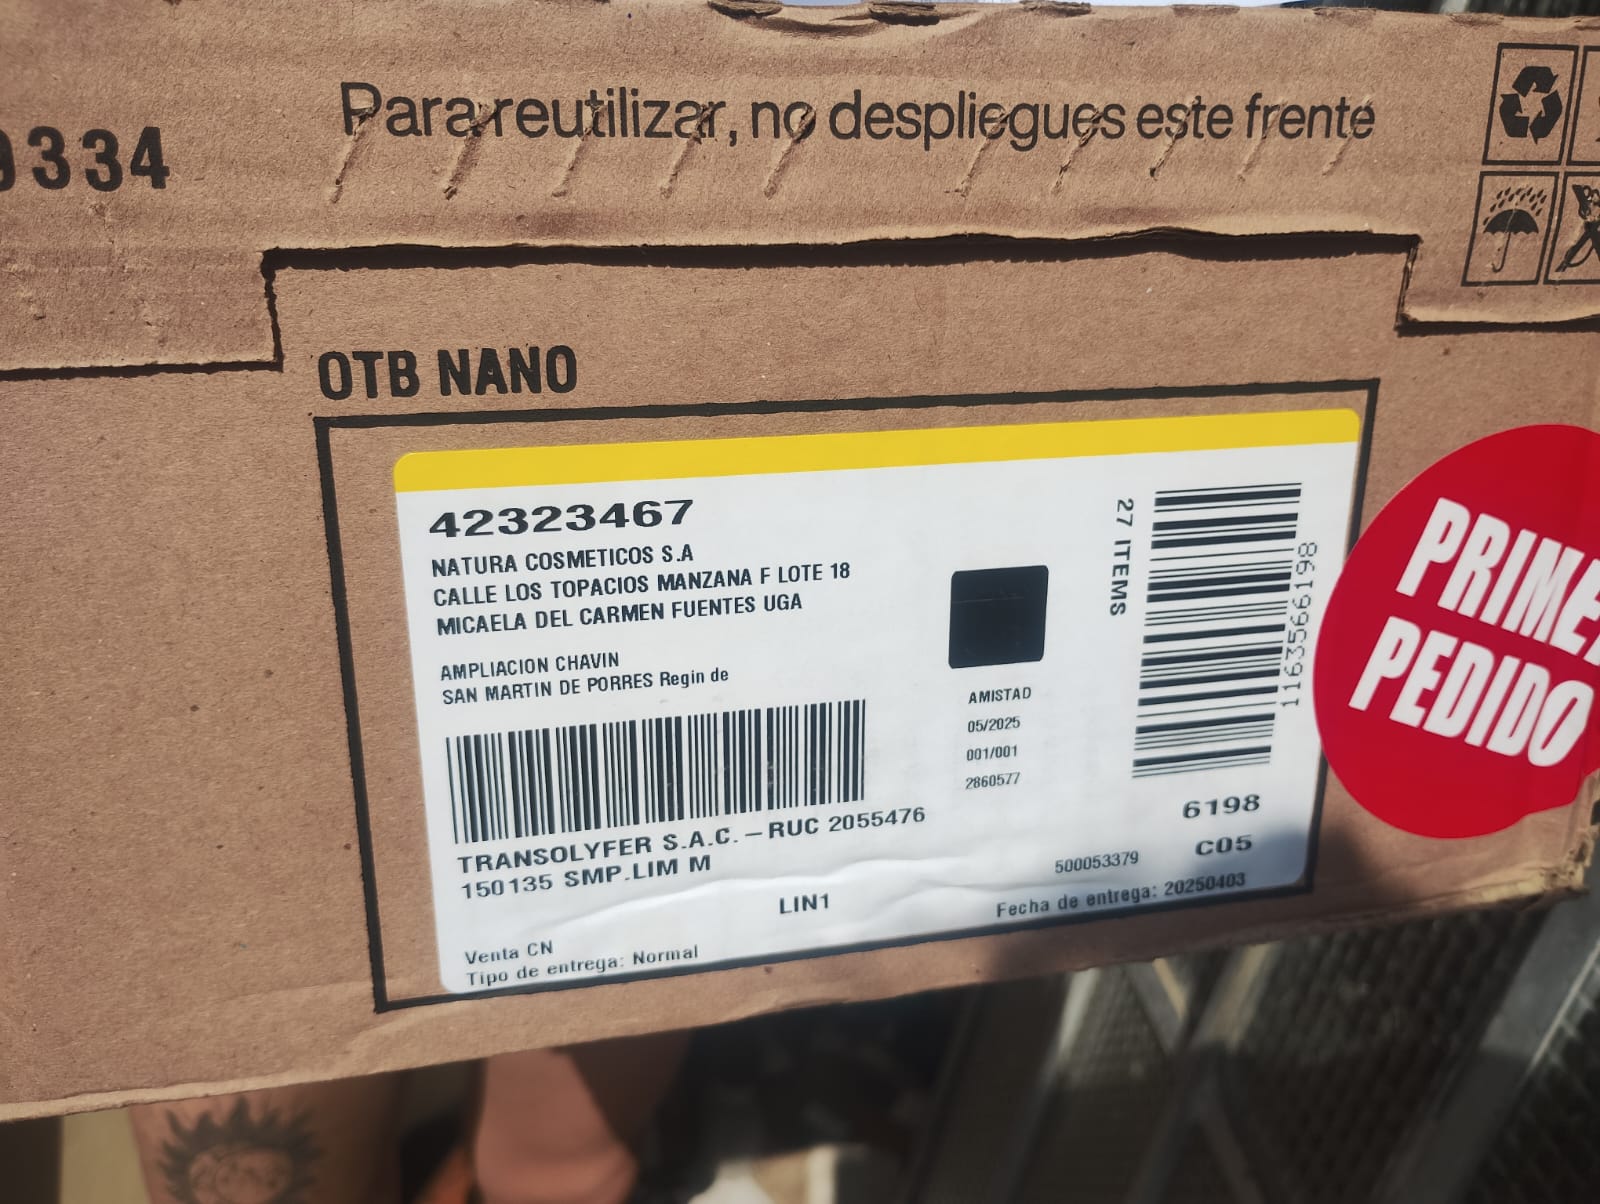 Para reutilizar, no despliegues este frente
9334
OTB NANO
42323467
NATURA COSMETICOS S.A
CALLE LOS TOPACIOS MANZANA F LOTE 18
MICAELA DEL CARMEN FUENTES UGA
AMPLIACION CHAVIN
SAN MARTIN DE PORRES Regin de
27 ITEMS
1163566198
AMISTAD
05/2025
001/001
2860577
TRANSOLYFER S.A.C. – RUC 2055476
150135 SMP.LIM M
6198
C05
500053379
LIN1
Fecha de entrega: 20250403
Venta CN
Tipo de entrega: Normal
PRIME
PEDIDO